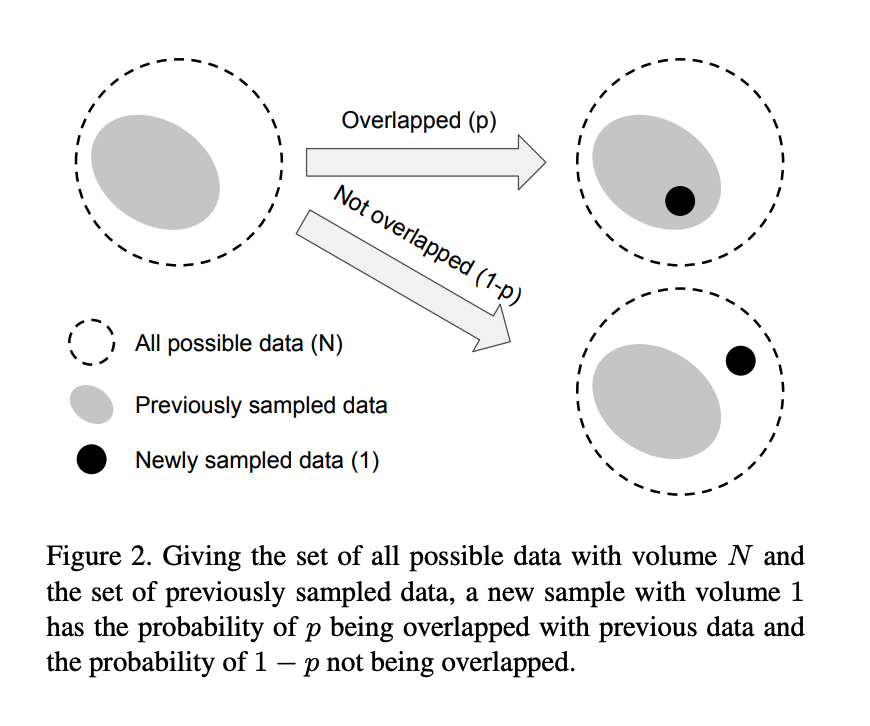 Overlapped (p)
Not overlapped (1-p)
All possible data (N)
Previously sampled data
Newly sampled data (1)
Figure 2. Giving the set of all possible data with volume N and
the set of previously sampled data, a new sample with volume 1
has the probability of p being overlapped with previous data and
the probability of 1 − p not being overlapped.